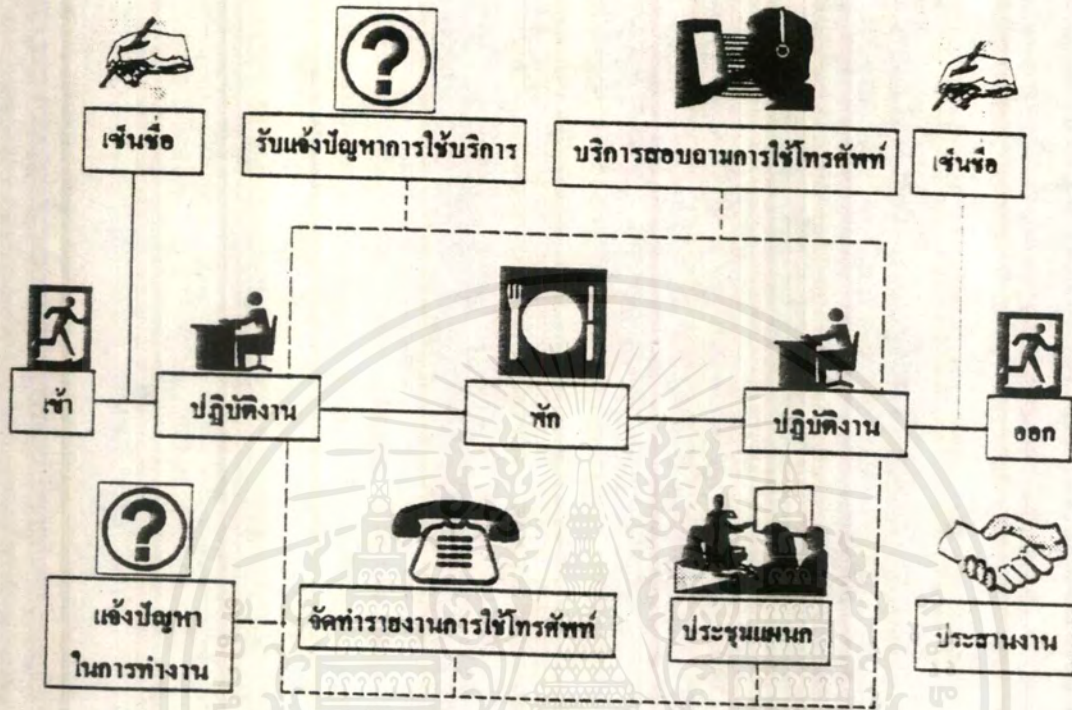 เซ็นชื่อ
รับแจ้งปัญหาการใช้บริการ
บริการสอบถามการใช้โทรศัพท์
เซ็นชื่อ
เข้า
ปฏิบัติงาน
พัก
ปฏิบัติงาน
ออก
แจ้งปัญหา
ในการทำงาน
จัดทำรายงานการใช้โทรศัพท์
ประชุมแผนก
ประสานงาน